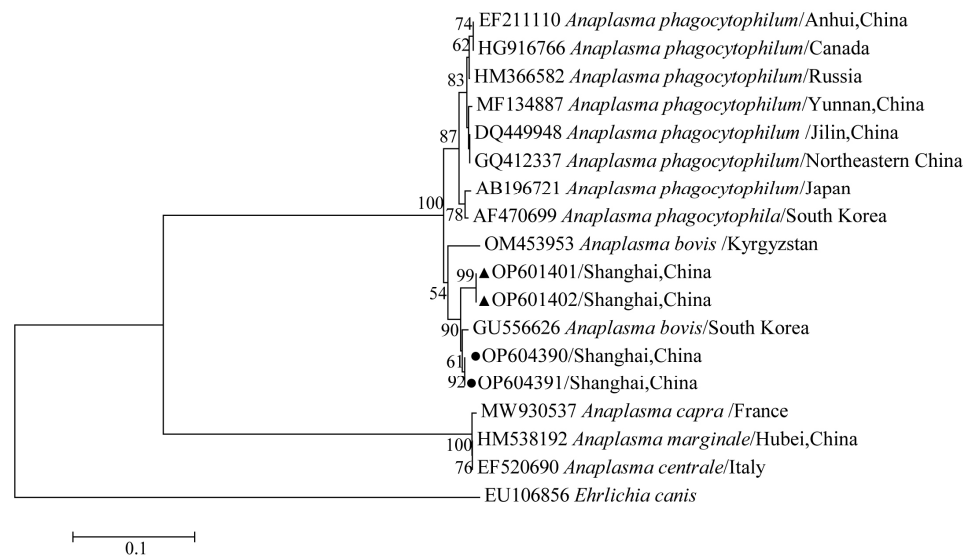 74
EF211110 Anaplasma phagocytophilum/Anhui,China
62
HG916766 Anaplasma phagocytophilum/Canada
83
HM366582 Anaplasma phagocytophilum/Russia
MF134887 Anaplasma phagocytophilum/Yunnan,China
87
DQ449948 Anaplasma phagocytophilum /Jilin,China
GQ412337 Anaplasma phagocytophilum/Northeastern China
AB196721 Anaplasma phagocytophilum/Japan
100
78
AF470699 Anaplasma phagocytophila/South Korea
OM453953 Anaplasma bovis /Kyrgyzstan
99
▲OP601401/Shanghai,China
54
▲OP601402/Shanghai,China
90
GU556626 Anaplasma bovis/South Korea
61
●OP604390/Shanghai,China
92
●OP604391/Shanghai,China
MW930537 Anaplasma capra /France
100
HM538192 Anaplasma marginale/Hubei,China
76
EF520690 Anaplasma centrale/Italy
EU106856 Ehrlichia canis
0.1